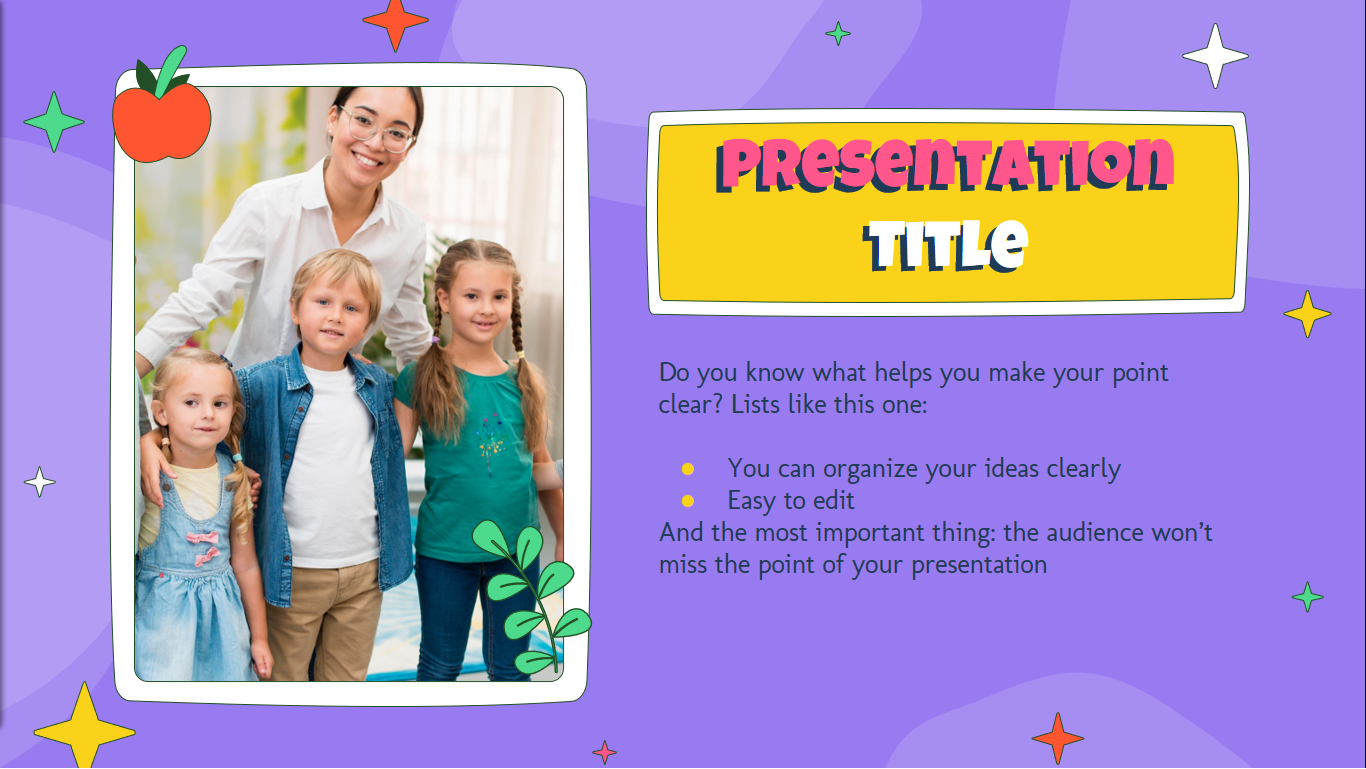 PRESENTATION
TITLE
Do you know what helps you make your point
clear? Lists like this one:
● You can organize your ideas clearly
● Easy to edit
And the most important thing: the audience won’t
miss the point of your presentation